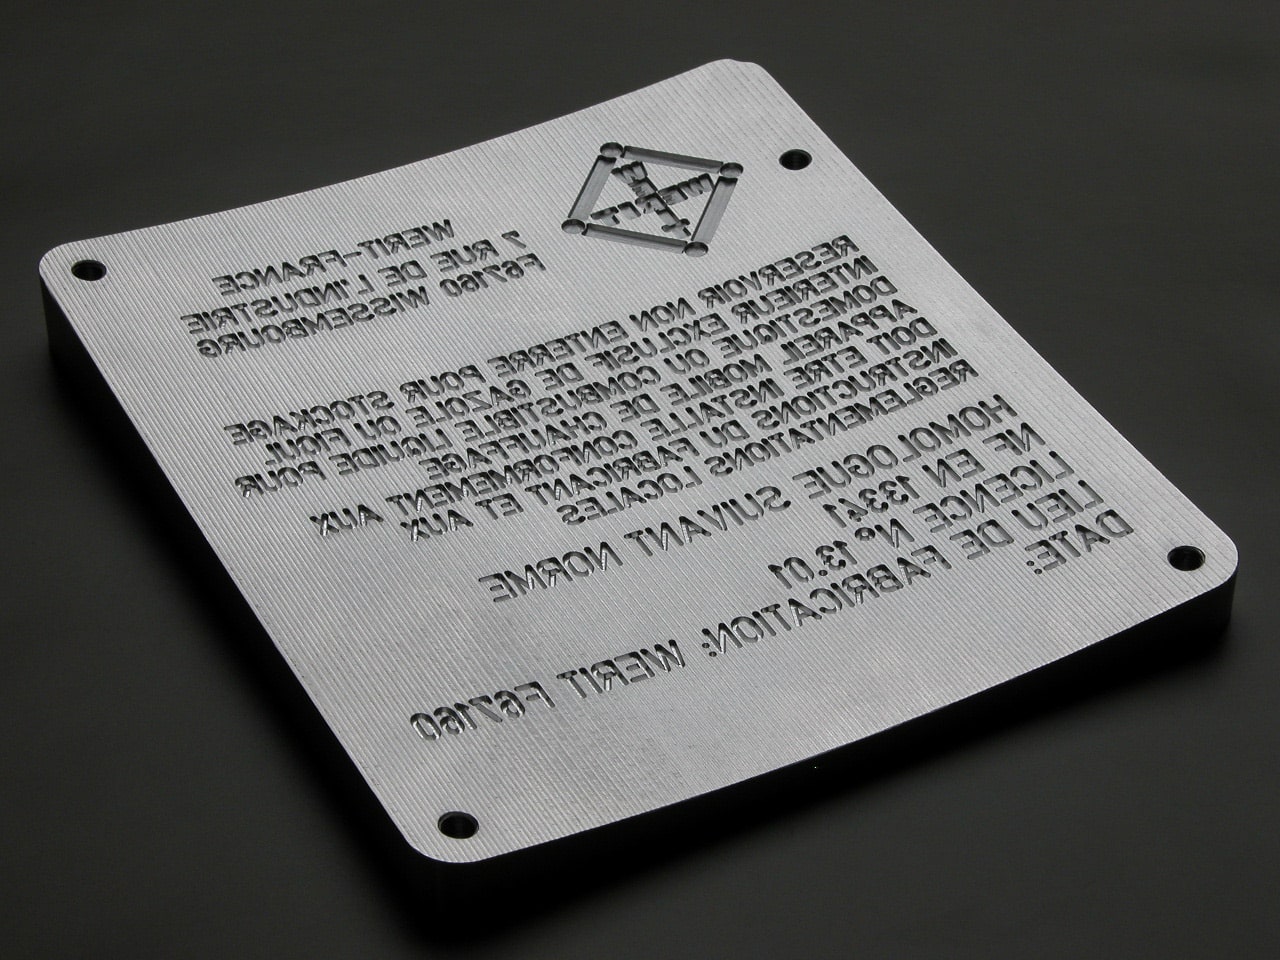 WERIT
WERIT
WERIT-FRANCE
7 RUE DE L'INDUSTRIE
F67160 WISSEMBOURG
RESERVOIR NON ENTERRE POUR STOCKAGE
INTERIEUR EXCLUSIF DE GAZOLE OU FIOUL
DOMESTIQUE OU COMBUSTIBLE LIQUIDE POUR
APPAREIL MOBILE DE CHAUFFAGE
DOIT ETRE INSTALLE CONFORMEMENT AUX
INSTRUCTIONS DU FABRICANT ET AUX
REGLEMENTATIONS LOCALES
HOMOLOGUE SUIVANT NORME
NF EN 13341
LICENCE N° 13.01
LIEU DE FABRICATION: WERIT F67160
DATE: